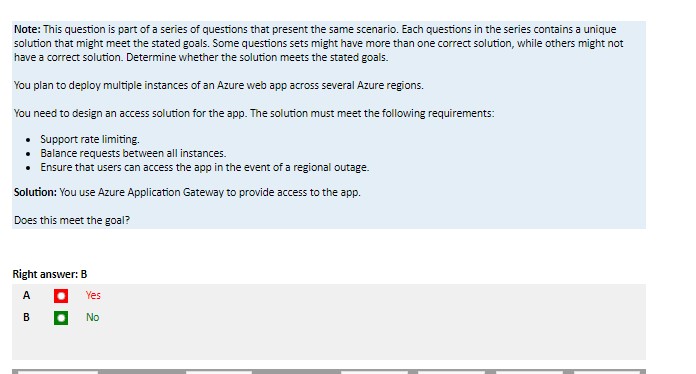 Note: This question is part of a series of questions that present the same scenario. Each questions in the series contains a unique
solution that might meet the stated goals. Some questions sets might have more than one correct solution, while others might not
have a correct solution. Determine whether the solution meets the stated goals.
You plan to deploy multiple instances of an Azure web app across several Azure regions.
You need to design an access solution for the app. The solution must meet the following requirements:
• Support rate limiting.
• Balance requests between all instances.
• Ensure that users can access the app in the event of a regional outage.
Solution: You use Azure Application Gateway to provide access to the app.
Does this meet the goal?
Right answer: B
A Yes
B No